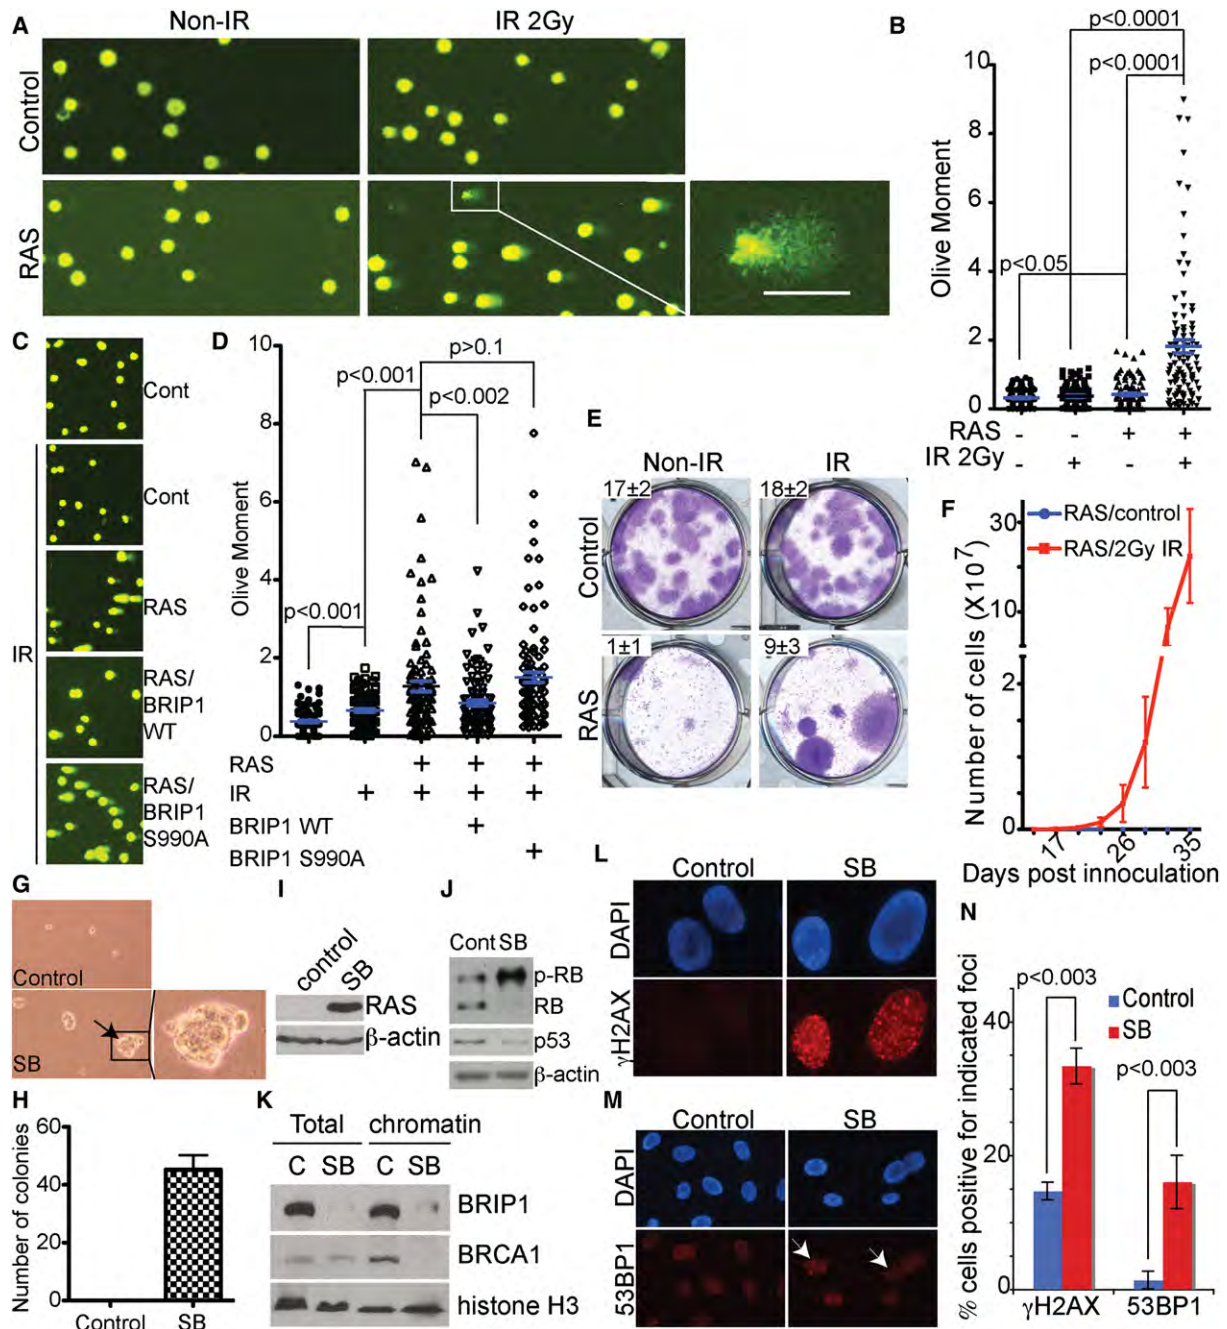 A
Non-IR
IR 2Gy
Control
RAS
B
p<0.0001
p<0.0001
p<0.05
Olive Moment
10
8
6
4
2
0
RAS - - + +
IR 2Gy - + - +
C
Cont
Cont
RAS
RAS/
BRIP1
WT
RAS/
BRIP1
S990A
IR
D
p>0.1
p<0.001
p<0.002
p<0.001
Olive Moment
10
8
6
4
2
0
RAS + + +
IR + + + +
BRIP1 WT +
BRIP1 S990A +
E
Non-IR
IR
Control
17±2
18±2
RAS
1±1
9±3
F
RAS/control
RAS/2Gy IR
Number of cells (X10⁷)
30
10
2
0
17
26
35
Days post innoculation
G
Control
SB
H
Number of colonies
60
40
20
0
Control
SB
I
control
SB
RAS
β-actin
J
Cont SB
p-RB
RB
p53
β-actin
K
Total
chromatin
C SB C SB
BRIP1
BRCA1
histone H3
L
Control
SB
DAPI
γH2AX
M
Control
SB
DAPI
53BP1
N
p<0.003
Control
SB
p<0.003
% cells positive for indicated foci
40
20
0
γH2AX
53BP1